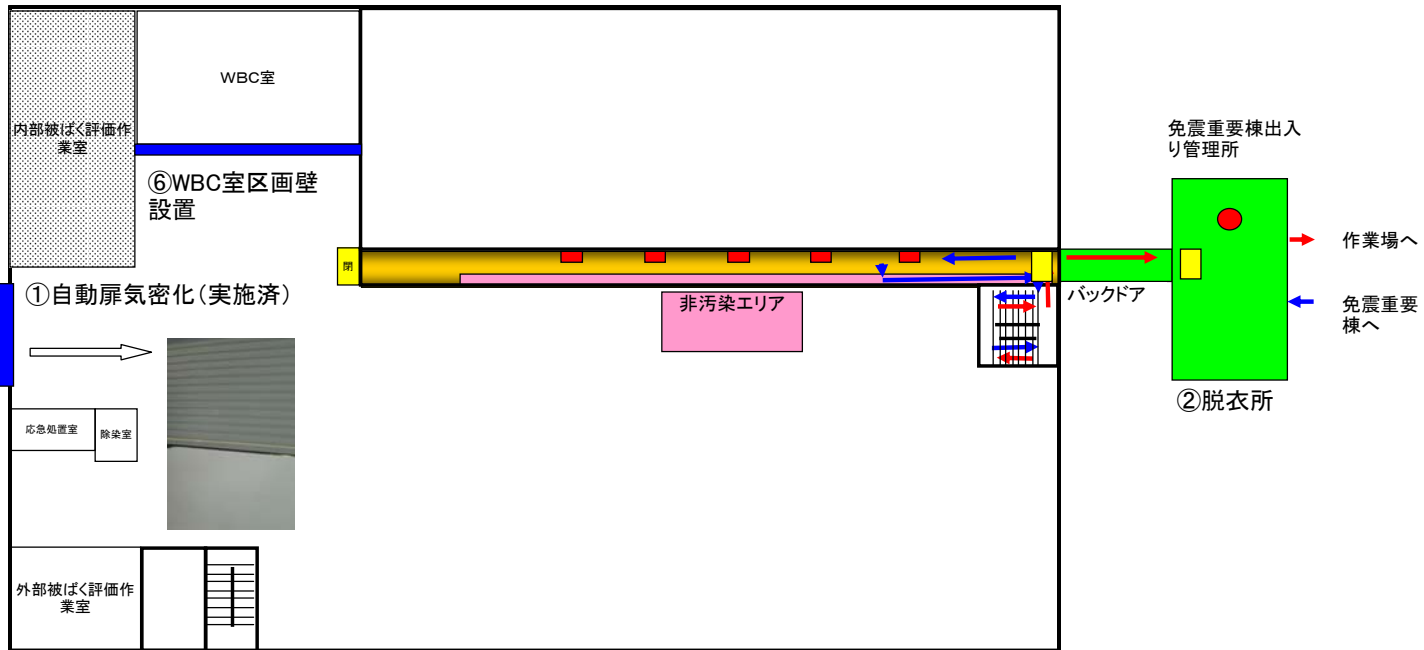 WBC室
内部被ばく評価作
業室
⑥WBC室区画壁
設置
免震重要棟出入
り管理所
作業場へ
閉
バックドア
①自動扉気密化(実施済)
非汚染エリア
免震重要
棟へ
②脱衣所
応急処置室
除染室
外部被ばく評価作
業室